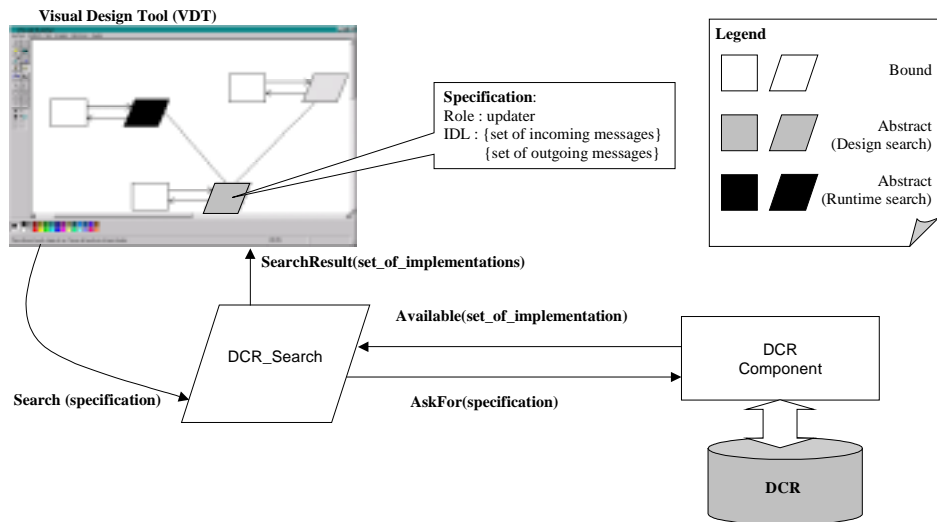 Visual Design Tool (VDT)
Legend
Bound
Abstract
(Design search)
Abstract
(Runtime search)
Specification:
Role : updater
IDL : {set of incoming messages}
{set of outgoing messages}
SearchResult(set_of_implementations)
Available(set_of_implementation)
DCR_Search
DCR
Component
Search (specification)
AskFor(specification)
DCR